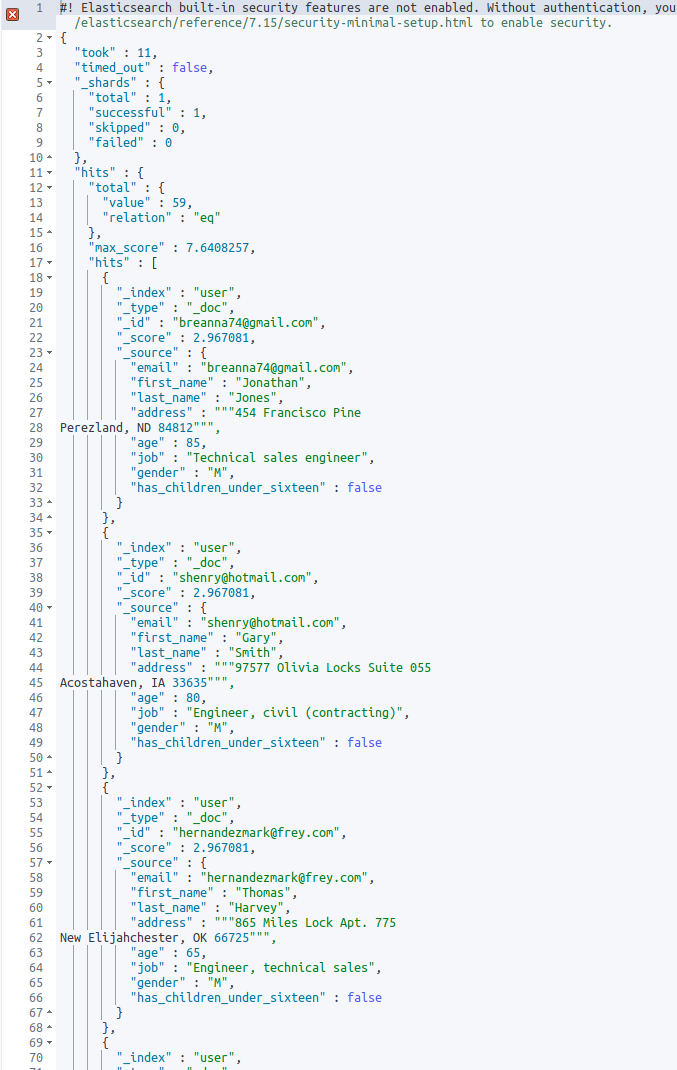 1 #! Elasticsearch built-in security features are not enabled. Without authentication, you
/elasticsearch/reference/7.15/security-minimal-setup.html to enable security.
2 {
3 "took" : 11,
4 "timed_out" : false,
5 "_shards" : {
6 "total" : 1,
7 "successful" : 1,
8 "skipped" : 0,
9 "failed" : 0
10 },
11 "hits" : {
12 "total" : {
13 "value" : 59,
14 "relation" : "eq"
15 },
16 "max_score" : 7.6408257,
17 "hits" : [
18 {
19 "_index" : "user",
20 "_type" : "_doc",
21 "_id" : "breanna74@gmail.com",
22 "_score" : 2.967081,
23 "_source" : {
24 "email" : "breanna74@gmail.com",
25 "first_name" : "Jonathan",
26 "last_name" : "Jones",
27 "address" : """454 Francisco Pine
28 Perezland, ND 84812""",
29 "age" : 85,
30 "job" : "Technical sales engineer",
31 "gender" : "M",
32 "has_children_under_sixteen" : false
33 }
34 },
35 {
36 "_index" : "user",
37 "_type" : "_doc",
38 "_id" : "shenry@hotmail.com",
39 "_score" : 2.967081,
40 "_source" : {
41 "email" : "shenry@hotmail.com",
42 "first_name" : "Gary",
43 "last_name" : "Smith",
44 "address" : """97577 Olivia Locks Suite 055
45 Acostahaven, IA 33635""",
46 "age" : 80,
47 "job" : "Engineer, civil (contracting)",
48 "gender" : "M",
49 "has_children_under_sixteen" : false
50 }
51 },
52 {
53 "_index" : "user",
54 "_type" : "_doc",
55 "_id" : "hernandezmark@frey.com",
56 "_score" : 2.967081,
57 "_source" : {
58 "email" : "hernandezmark@frey.com",
59 "first_name" : "Thomas",
60 "last_name" : "Harvey",
61 "address" : """865 Miles Lock Apt. 775
62 New Elijahchester, OK 66725""",
63 "age" : 65,
64 "job" : "Engineer, technical sales",
65 "gender" : "M",
66 "has_children_under_sixteen" : false
67 }
68 },
69 {
70 "_index" : "user",